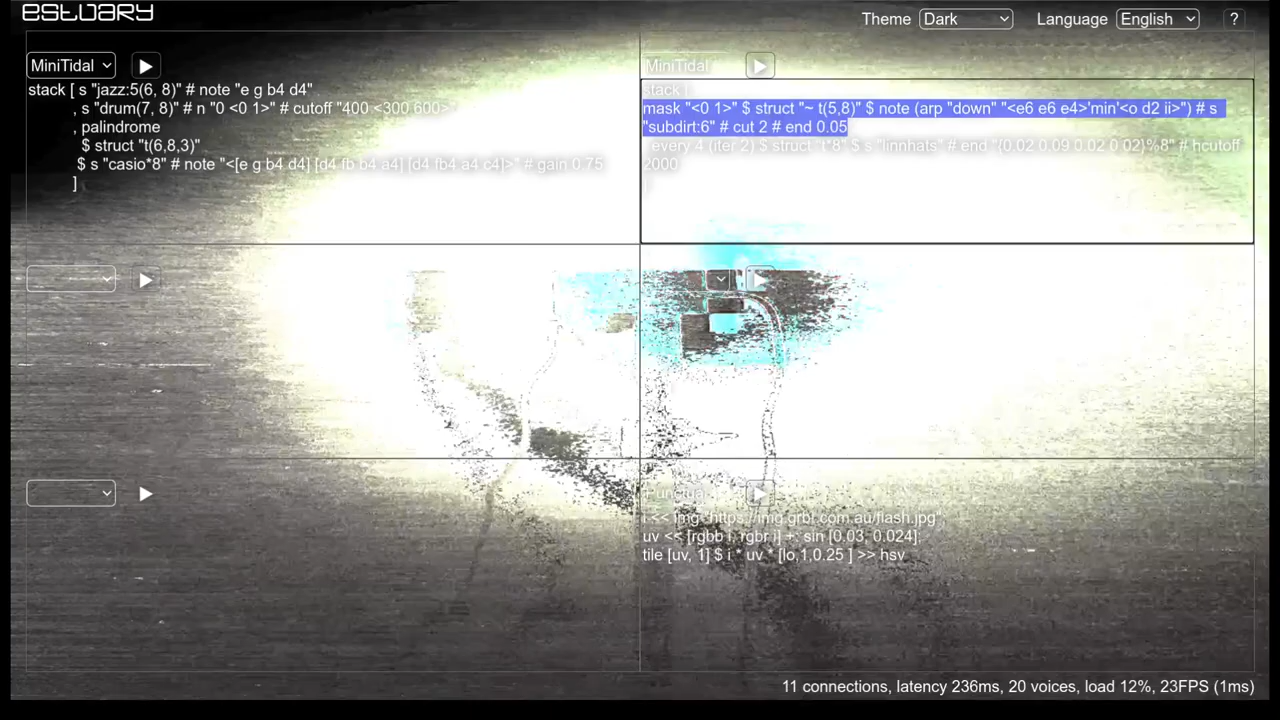 estuary
Theme Dark Language English ?
MiniTidal
stack [ s "jazz:5(6, 8)" # note "e g b4 d4"
, s "drum(7, 8)" # n "0 <0 1>" # cutoff "400 <300 600>"
, palindrome
$ struct "t(6,8,3)"
$ s "casio*8" # note "<[e g b4 d4] [d4 fb b4 a4] [d4 fb4 a4 c4]>" # gain 0.75
]
MiniTidal
stack [
mask "<0 1>" $ struct "~ t(5,8)" $ note (arp "down" "<e6 e6 e4>'min'<o d2 ii>") # s
"subdirt:6" # cut 2 # end 0.05
every 4 (iter 2) $ struct "t*8" $ s "linnhats" # end "{0.02 0.09 0.02 0.02}%8" # hcutoff
2000
i << img "https://img.grbl.com.au/flash.jpg";
uv << [rgbb i, rgbr i] +: sin [0.03, 0.024];
tile [uv, 1] $ i * uv * [lo,1,0.25 ] >> hsv
11 connections, latency 236ms, 20 voices, load 12%, 23FPS (1ms)